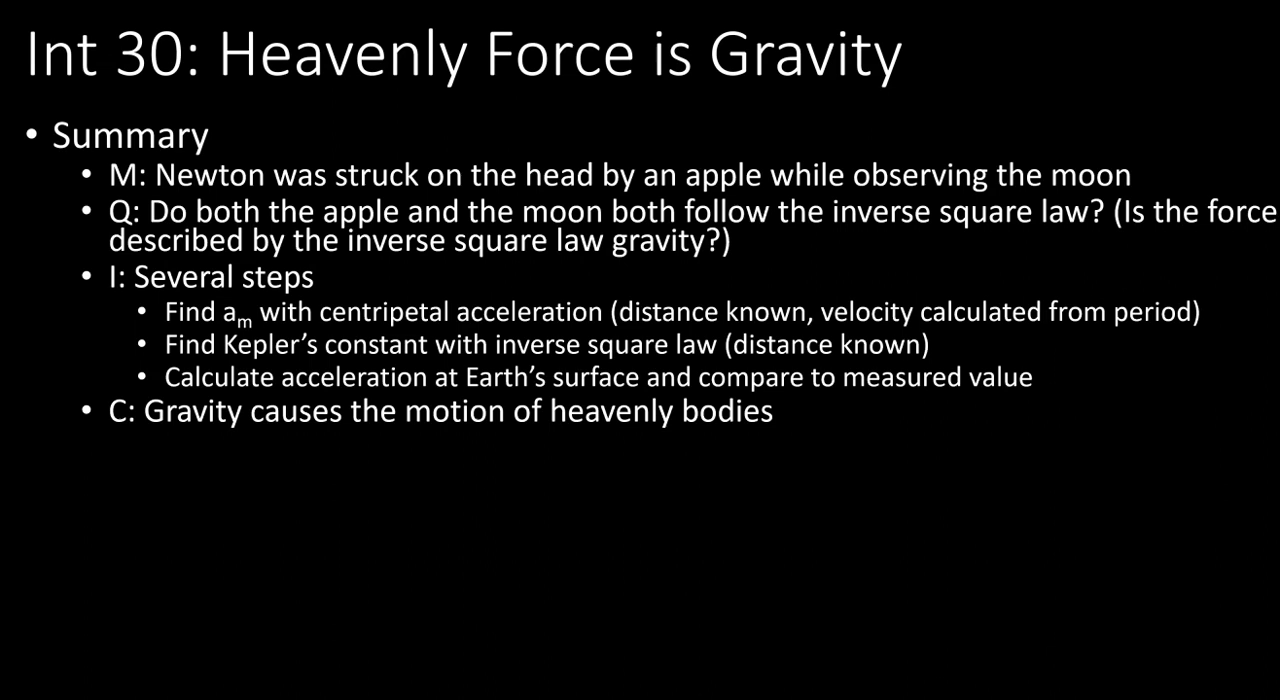 Int 30: Heavenly Force is Gravity
• Summary
• M: Newton was struck on the head by an apple while observing the moon
• Q: Do both the apple and the moon both follow the inverse square law? (Is the force
described by the inverse square law gravity?)
• I: Several steps
• Find aₘ with centripetal acceleration (distance known, velocity calculated from period)
• Find Kepler’s constant with inverse square law (distance known)
• Calculate acceleration at Earth’s surface and compare to measured value
• C: Gravity causes the motion of heavenly bodies